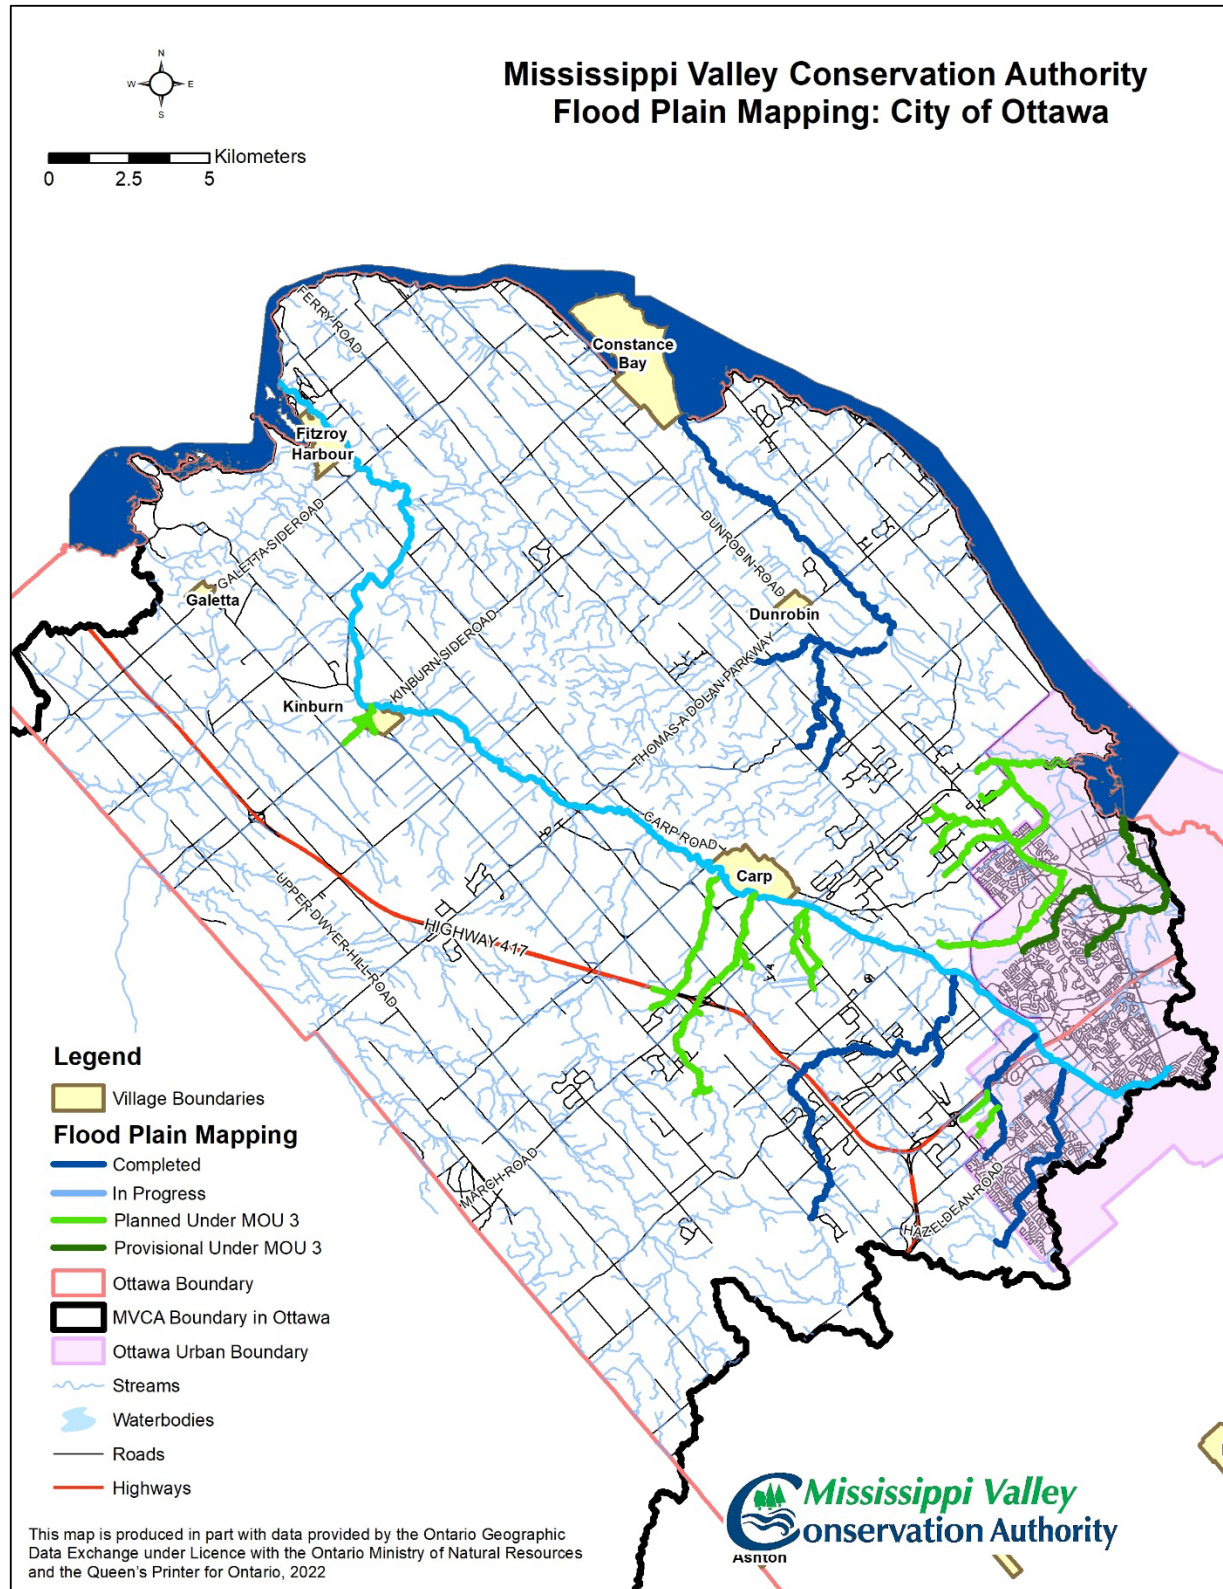 Mississippi Valley Conservation Authority
Flood Plain Mapping: City of Ottawa
N
W
E
S
Kilometers
0
2.5
5
FERRY ROAD
Constance
Bay
Fitzroy
Harbour
GALETTA SIDEROAD
Galetta
DUNROBIN ROAD
Dunrobin
KINBURN SIDEROAD
Kinburn
THOMAS A DOLAN PARKWAY
CARP ROAD
Carp
UPPER DWYER HILL ROAD
HIGHWAY 417
MARCH ROAD
HAZELDEAN ROAD
Legend
Village Boundaries
Flood Plain Mapping
Completed
In Progress
Planned Under MOU 3
Provisional Under MOU 3
Ottawa Boundary
MVCA Boundary in Ottawa
Ottawa Urban Boundary
Streams
Waterbodies
Roads
Highways
Mississippi Valley
Conservation Authority
Ashton
This map is produced in part with data provided by the Ontario Geographic
Data Exchange under Licence with the Ontario Ministry of Natural Resources
and the Queen's Printer for Ontario, 2022